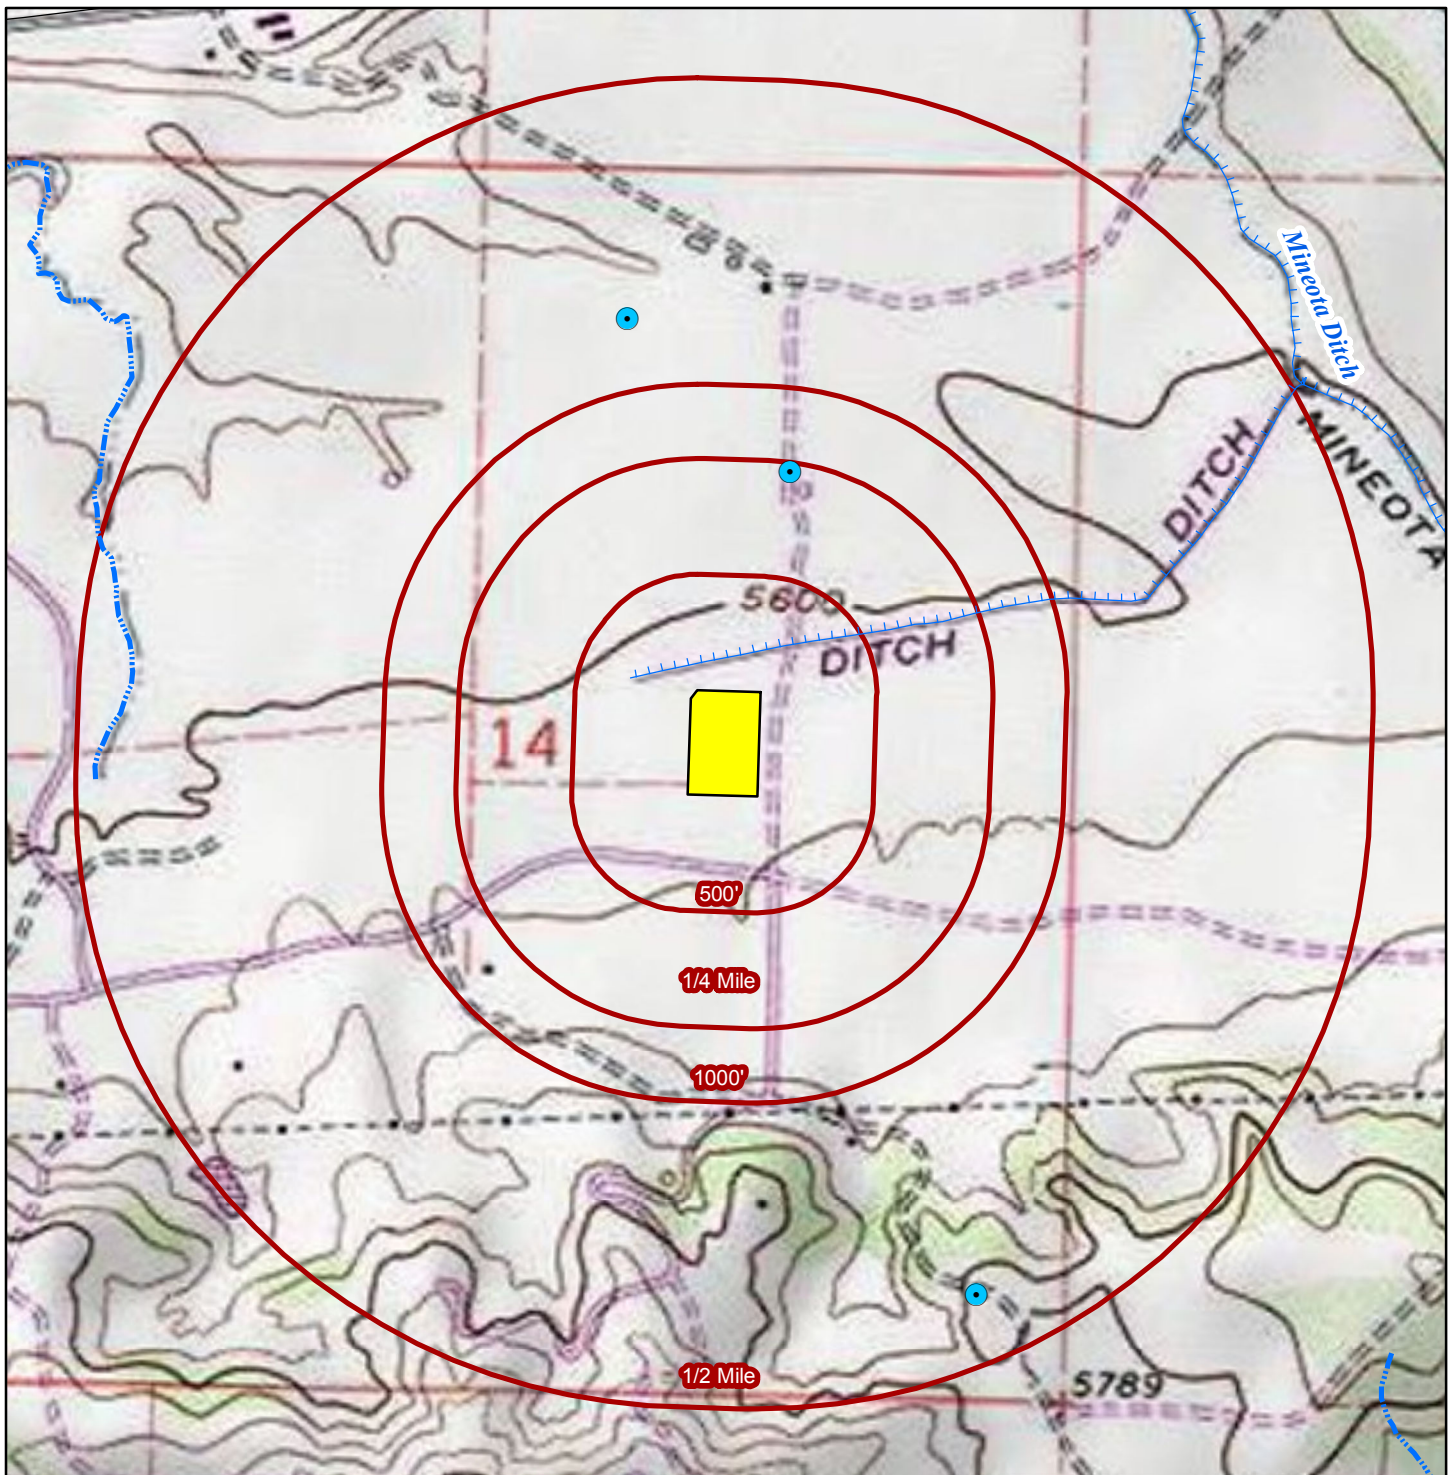 Mineota Ditch
DITCH
MINEOTA
5600
DITCH
14
500'
1/4 Mile
1000'
1/2 Mile
5789